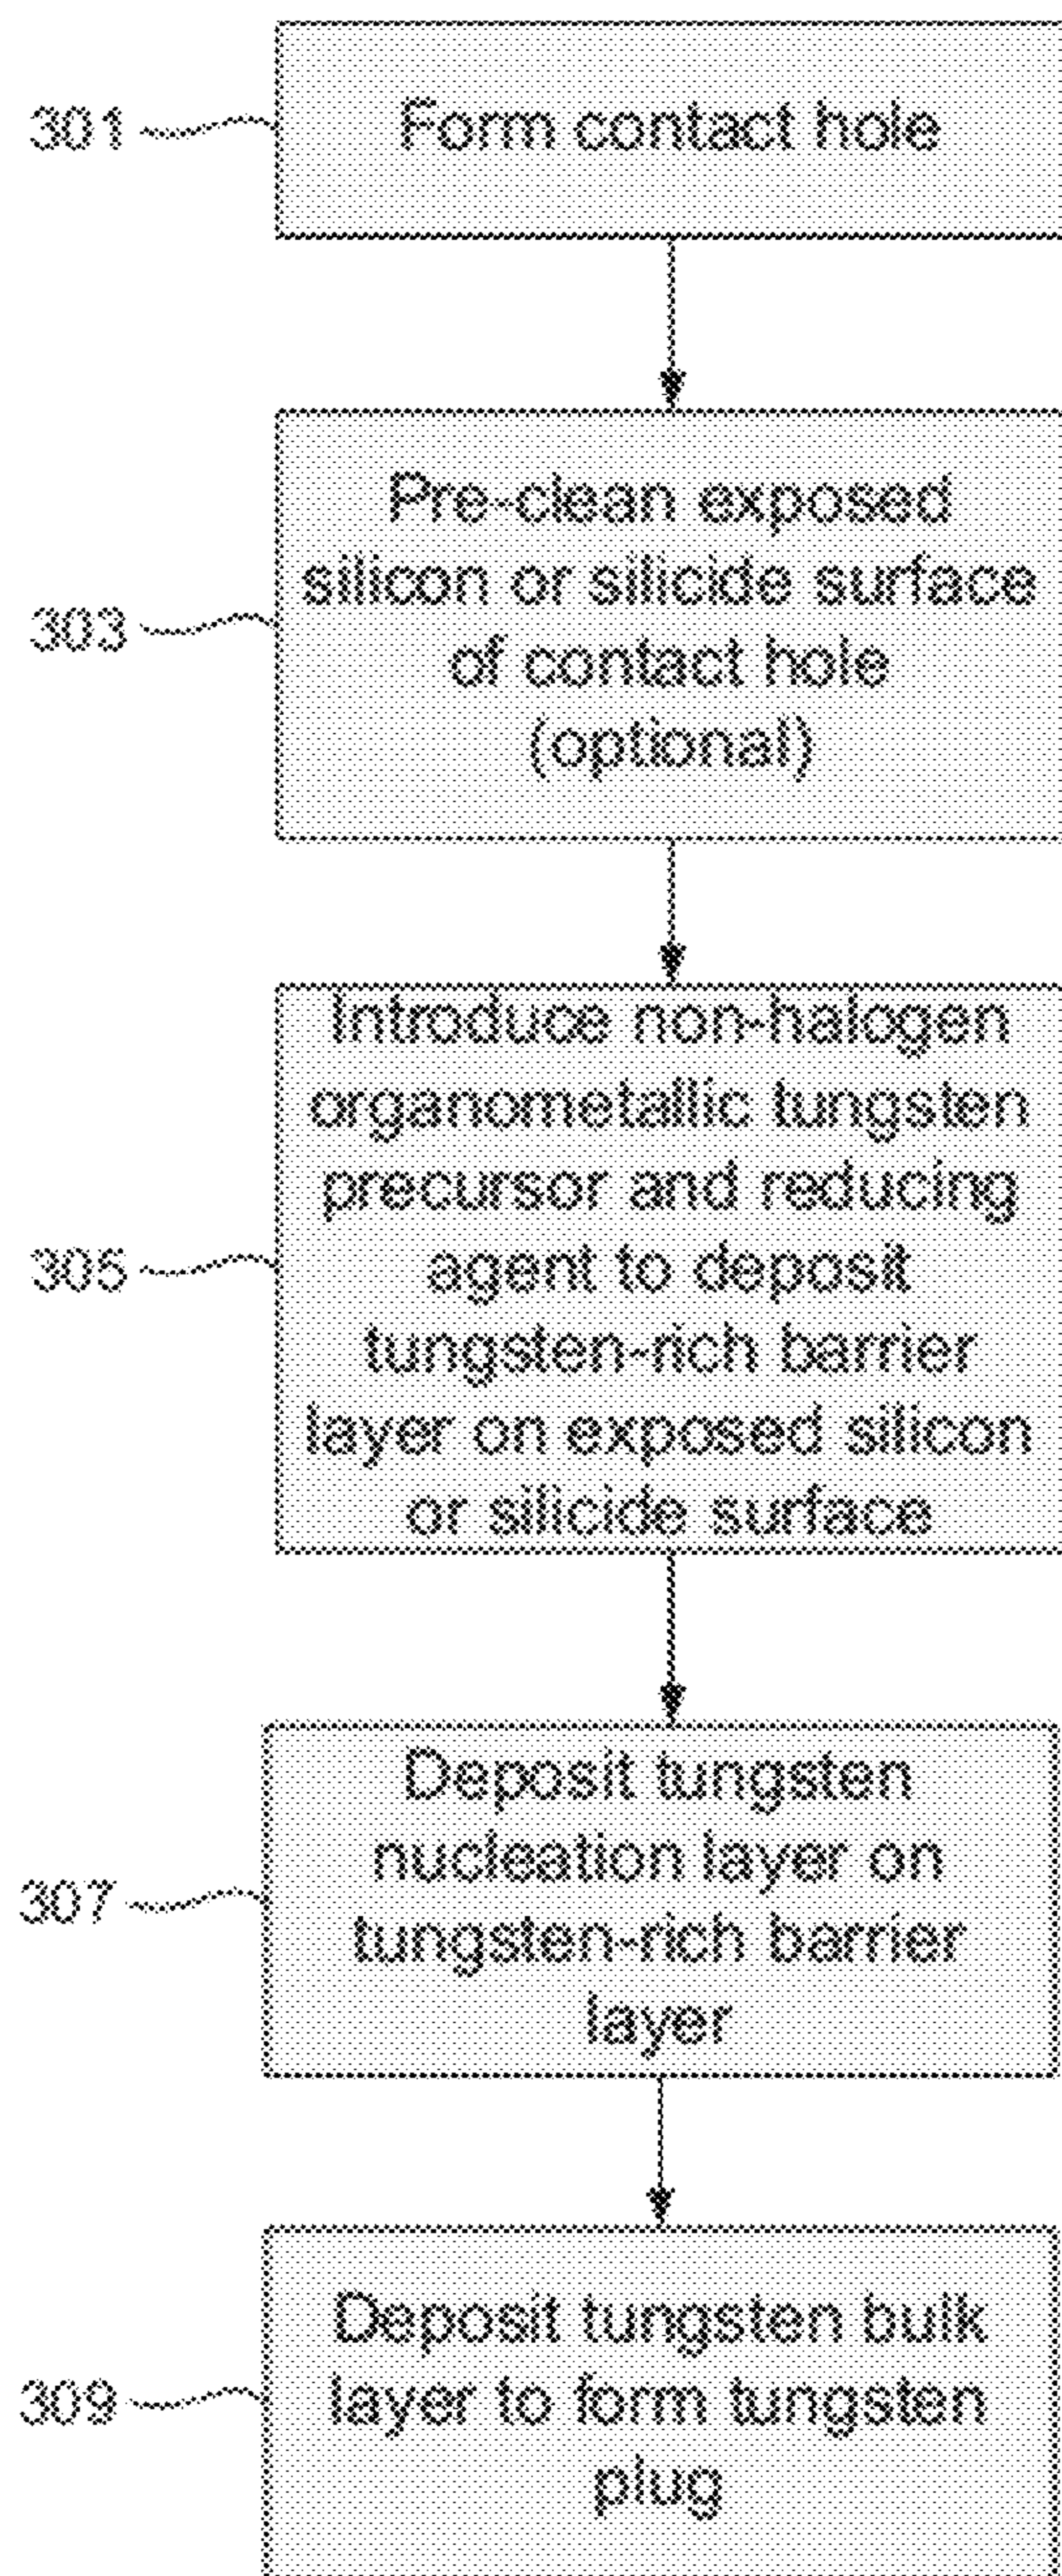 301
Form contact hole
303
Pre-clean exposed
silicon or silicide surface
of contact hole
(optional)
305
Introduce non-halogen
organometallic tungsten
precursor and reducing
agent to deposit
tungsten-rich barrier
layer on exposed silicon
or silicide surface
307
Deposit tungsten
nucleation layer on
tungsten-rich barrier
layer
309
Deposit tungsten bulk
layer to form tungsten
plug